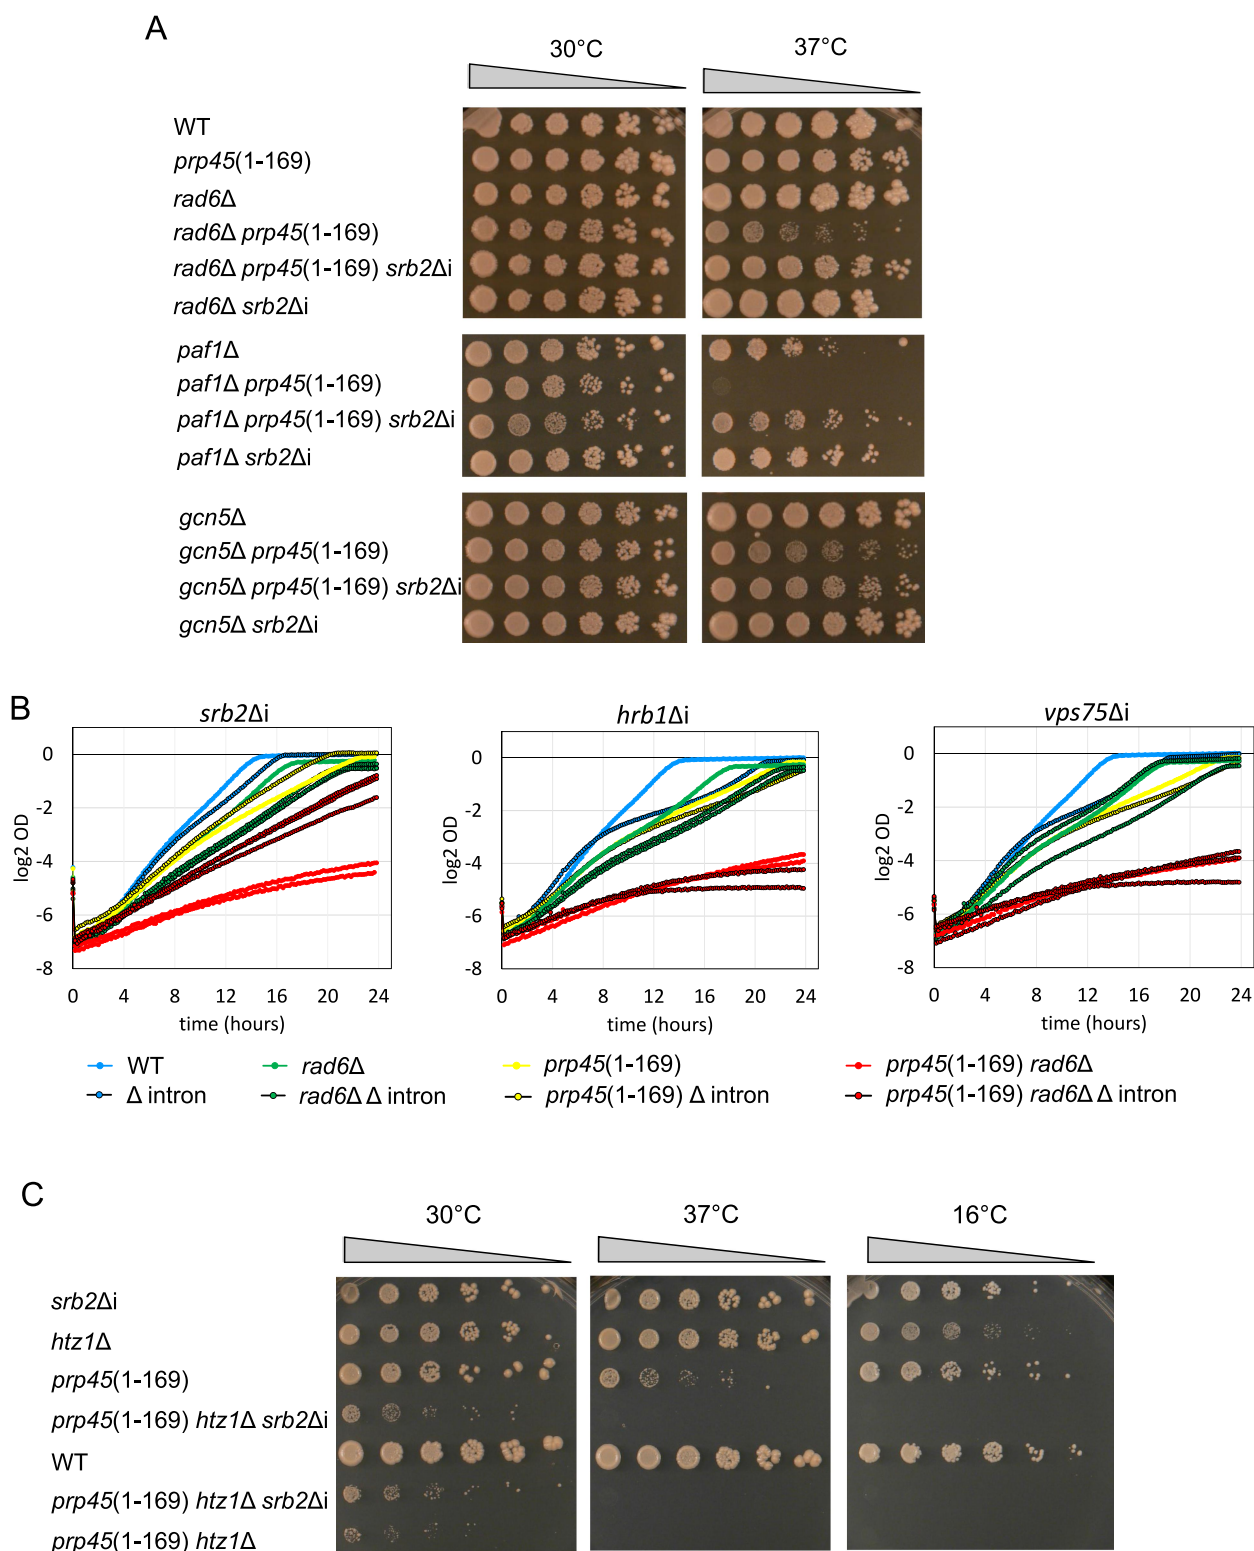 A
30°C 37°C
WT
prp45(1-169)
rad6Δ
rad6Δ prp45(1-169)
rad6Δ prp45(1-169) srb2Δi
rad6Δ srb2Δi
paf1Δ
paf1Δ prp45(1-169)
paf1Δ prp45(1-169) srb2Δi
paf1Δ srb2Δi
gcn5Δ
gcn5Δ prp45(1-169)
gcn5Δ prp45(1-169) srb2Δi
gcn5Δ srb2Δi
B
srb2Δi
0
-2
-4
-6
-8
log2 OD
0 4 8 12 16 20 24
time (hours)
hrb1Δi
0
-2
-4
-6
-8
log2 OD
0 4 8 12 16 20 24
time (hours)
vps75Δi
0
-2
-4
-6
-8
log2 OD
0 4 8 12 16 20 24
time (hours)
WT rad6Δ prp45(1-169) prp45(1-169) rad6Δ
Δ intron rad6Δ Δ intron prp45(1-169) Δ intron prp45(1-169) rad6Δ Δ intron
C
30°C 37°C 16°C
srb2Δi
htz1Δ
prp45(1-169)
prp45(1-169) htz1Δ srb2Δi
WT
prp45(1-169) htz1Δ srb2Δi
prp45(1-169) htz1Δ